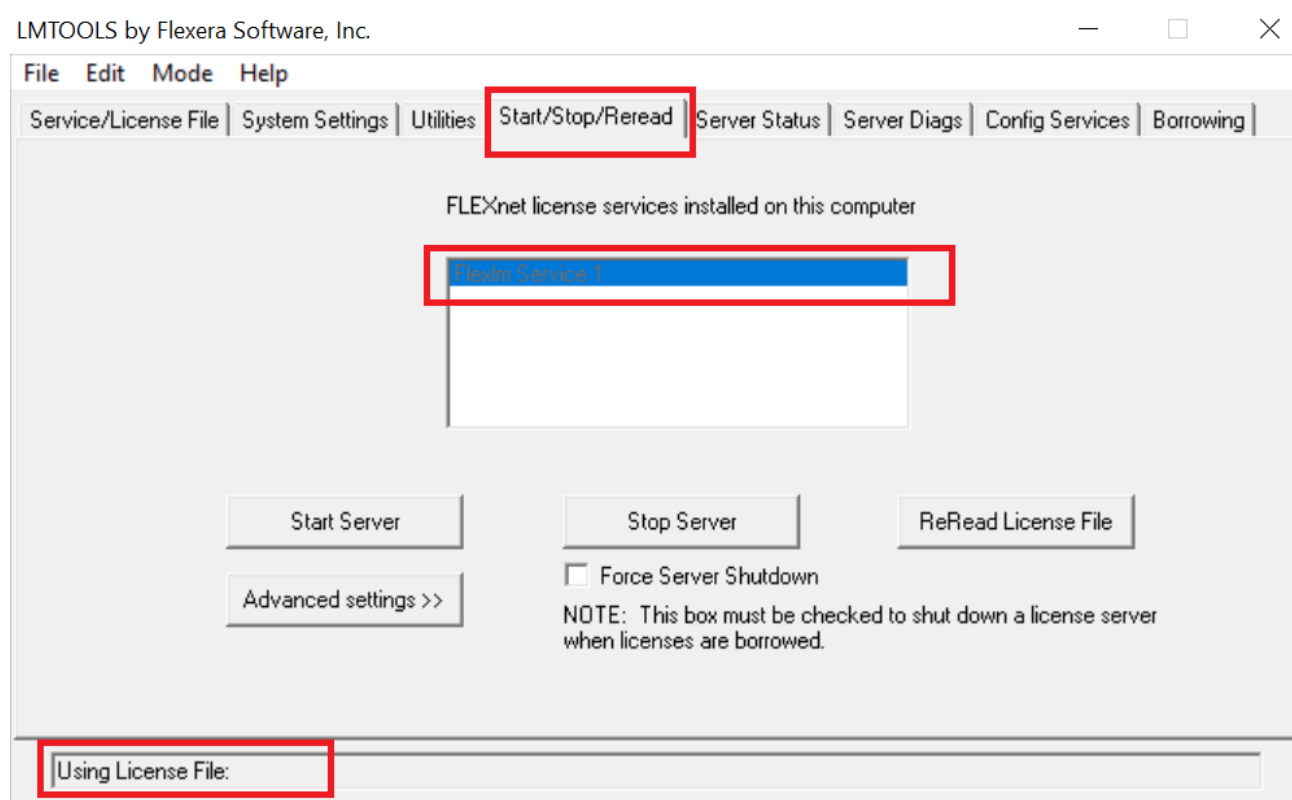 LMTOOLS by Flexera Software, Inc.
File Edit Mode Help
Service/License File System Settings Utilities Start/Stop/Reread Server Status Server Diags Config Services Borrowing
FLEXnet license services installed on this computer
Flexlm Service 1
Start Server Stop Server ReRead License File
Advanced settings >> Force Server Shutdown
NOTE: This box must be checked to shut down a license server
when licenses are borrowed.
Using License File: